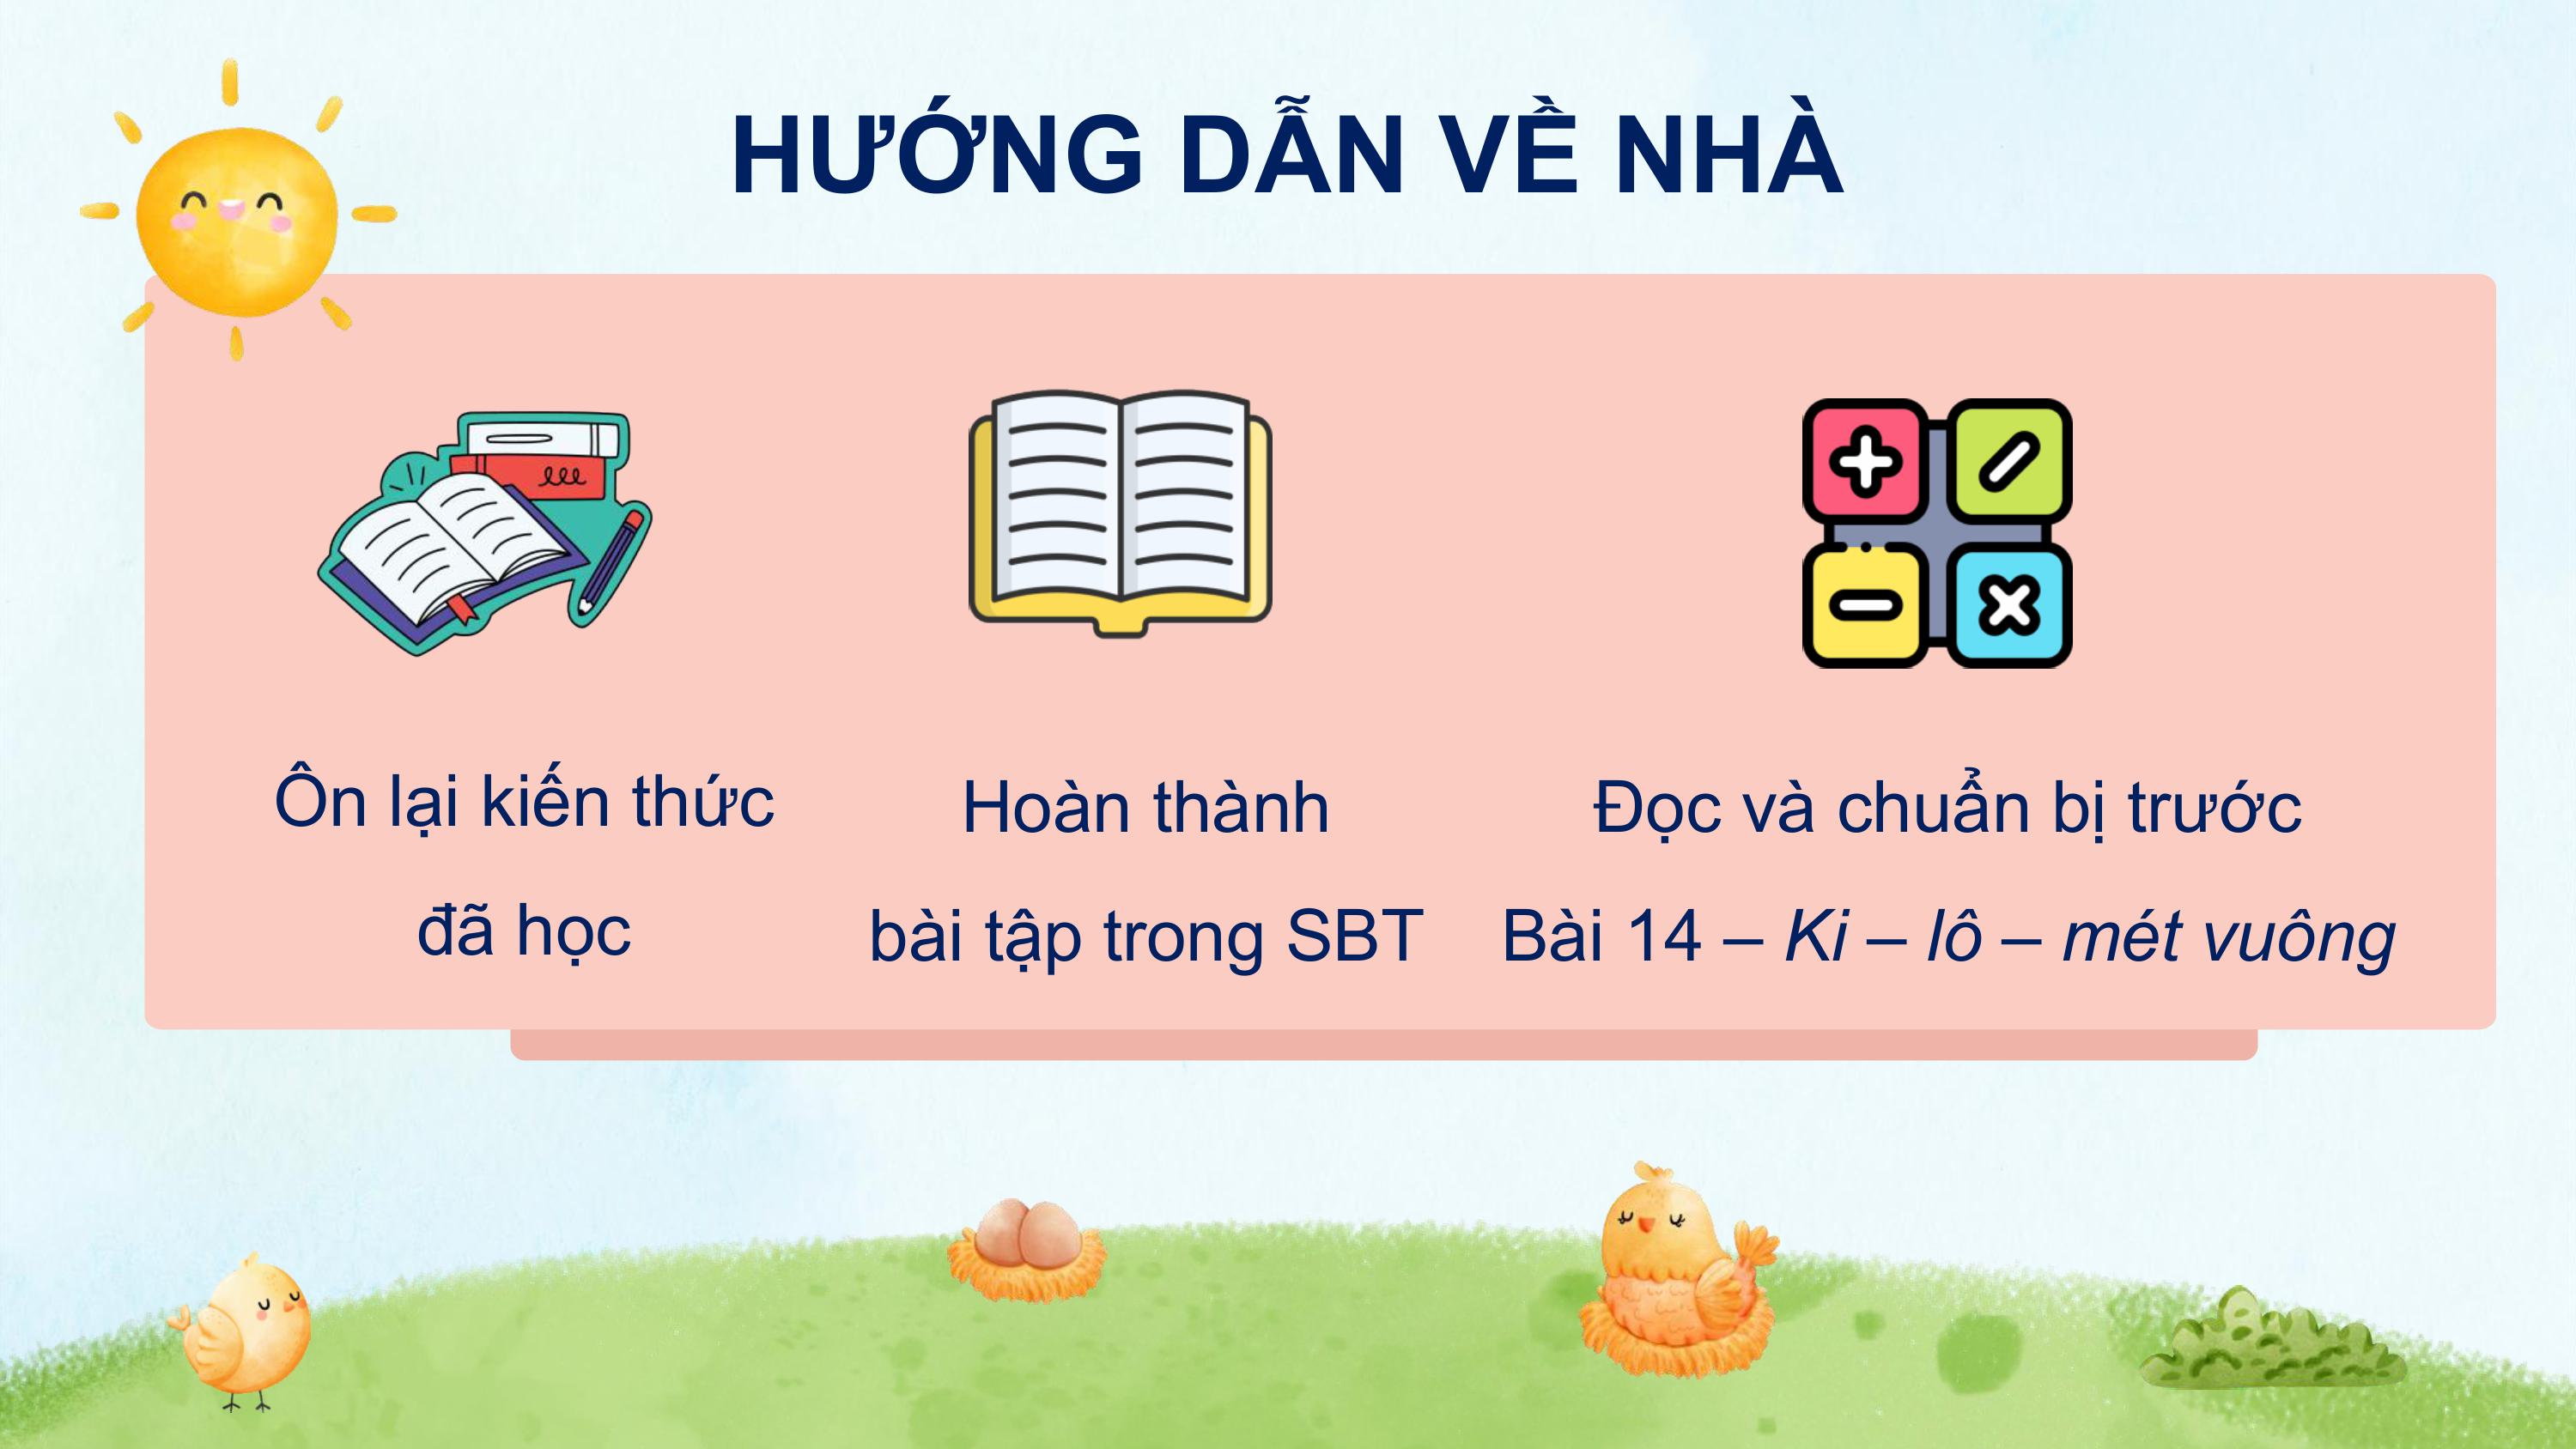 HƯỚNG DẪN VỀ NHÀ
Ôn lại kiến thức
đã học
Hoàn thành
bài tập trong SBT
Đọc và chuẩn bị trước
Bài 14 – Ki – lô – mét vuông